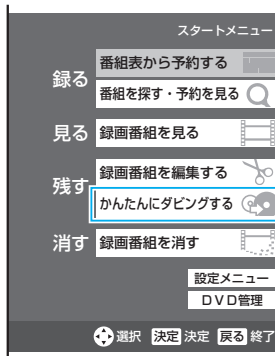 スタートメニュー
録る
番組表から予約する
番組を探す・予約を見る
見る
録画番組を見る
残す
録画番組を編集する
かんたんにダビングする
消す
録画番組を消す
設定メニュー
DVD管理
選択 決定 決定 戻る 終了